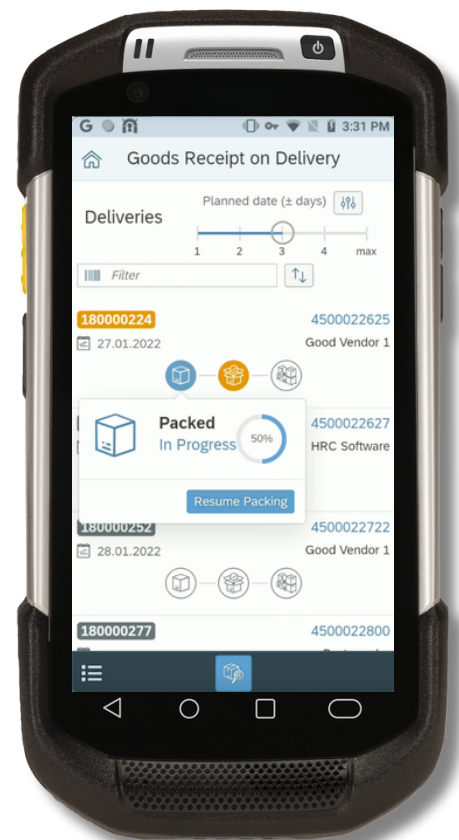 G 3:31 PM
Goods Receipt on Delivery
Deliveries
Planned date (± days)
1 2 3 4 max
Filter
180000224 4500022625
27.01.2022 Good Vendor 1
Packed
In Progress
50%
4500022627
HRC Software
Resume Packing
180000252 4500022722
28.01.2022 Good Vendor 1
180000277 4500022800